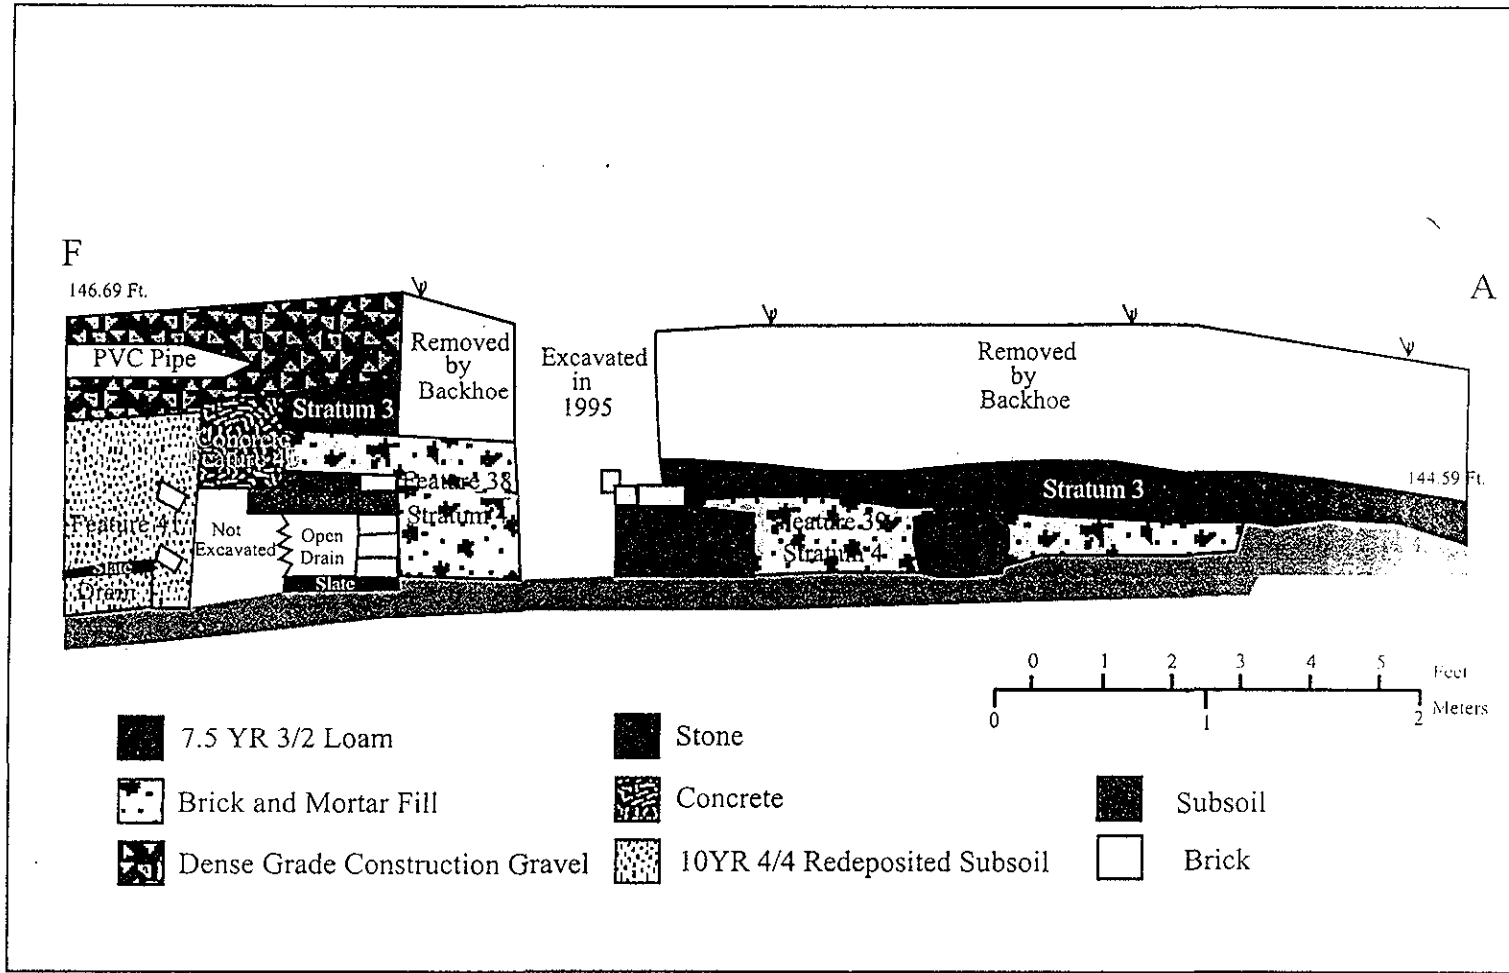 F
146.69 Ft.
A
PVC Pipe
Removed
by
Backhoe
Excavated
in
1995
Removed
by
Backhoe
Stratum 3
Concrete
Feature
Feature 38
Stratum 4
144.59 Ft.
Stratum 3
Feature 41
Not
Excavated
Open
Drain
Slate
Slate
Drain
Feature 39
Stratum 4
0 1 2 3 4 5 Feet
0 1 2 Meters
7.5 YR 3/2 Loam
Stone
Brick and Mortar Fill
Concrete
Subsoil
Dense Grade Construction Gravel
10YR 4/4 Redeposited Subsoil
Brick